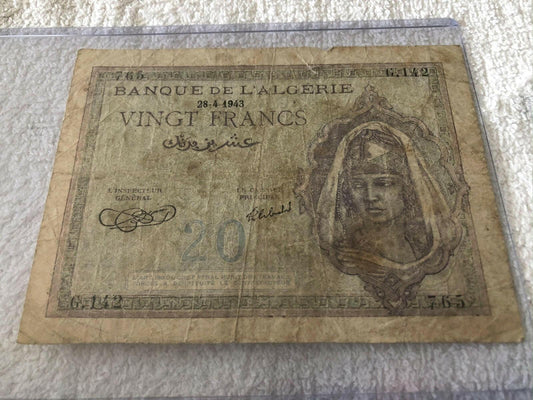 765 G.142
BANQUE DE L'ALGÉRIE
28-4-1943
VINGT FRANCS
عشرين فرنك
L'INSPECTEUR GÉNÉRAL
LE CAISSIER PRINCIPAL
20
G.142 765